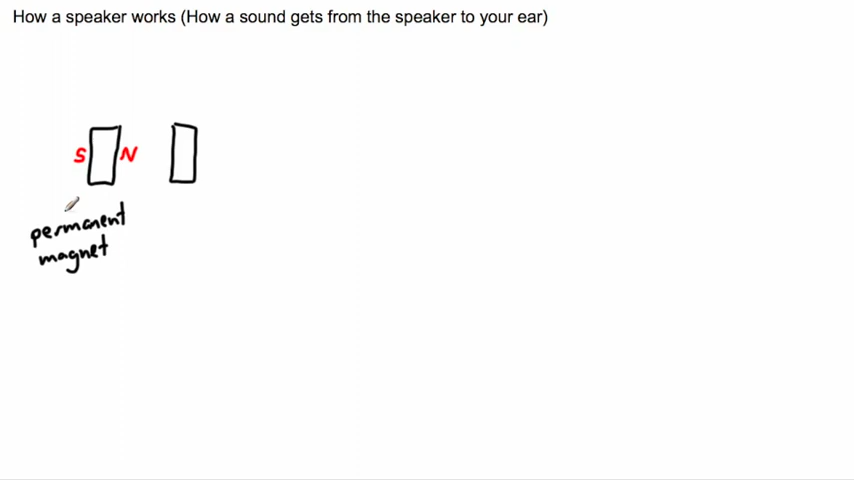 How a speaker works (How a sound gets from the speaker to your ear)
S N
permanent
magnet